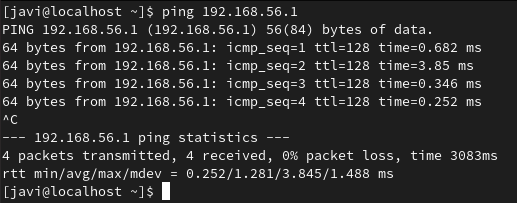 [javi@localhost ~]$ ping 192.168.56.1
PING 192.168.56.1 (192.168.56.1) 56(84) bytes of data.
64 bytes from 192.168.56.1: icmp_seq=1 ttl=128 time=0.682 ms
64 bytes from 192.168.56.1: icmp_seq=2 ttl=128 time=3.85 ms
64 bytes from 192.168.56.1: icmp_seq=3 ttl=128 time=0.346 ms
64 bytes from 192.168.56.1: icmp_seq=4 ttl=128 time=0.252 ms
^C
--- 192.168.56.1 ping statistics ---
4 packets transmitted, 4 received, 0% packet loss, time 3083ms
rtt min/avg/max/mdev = 0.252/1.281/3.845/1.488 ms
[javi@localhost ~]$